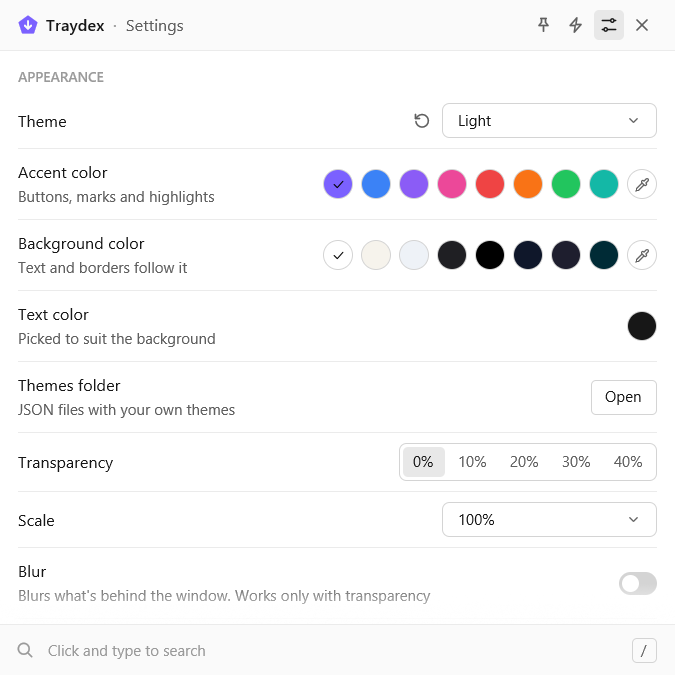 Traydex · Settings
APPEARANCE
Theme
Light
Accent color
Buttons, marks and highlights
Background color
Text and borders follow it
Text color
Picked to suit the background
Themes folder
JSON files with your own themes
Open
Transparency
0% 10% 20% 30% 40%
Scale
100%
Blur
Blurs what's behind the window. Works only with transparency
Click and type to search
/